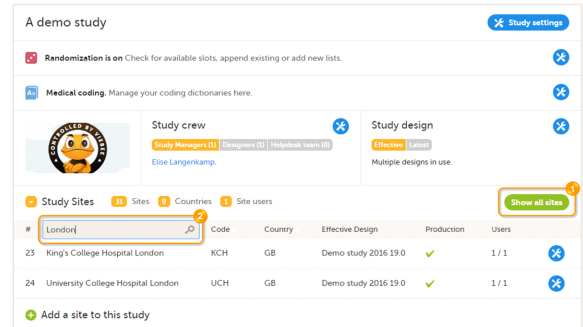 A demo study
Study settings
Randomization is on Check for available slots, append existing or add new lists.
Medical coding. Manage your coding dictionaries here.
CONTROLLED BY VIEBEE
Study crew
Study Managers (1) Designers (1) Helpdesk team (0)
Elise Langenkamp.
Study design
Effective Latest
Multiple designs in use.
1
Study Sites 31 Sites 9 Countries 1 Site users
Show all sites
2
# London Code Country Effective Design Production Users
23 King's College Hospital London KCH GB Demo study 2016 19.0 1 / 1
24 University College Hospital London UCH GB Demo study 2016 19.0 1 / 1
Add a site to this study